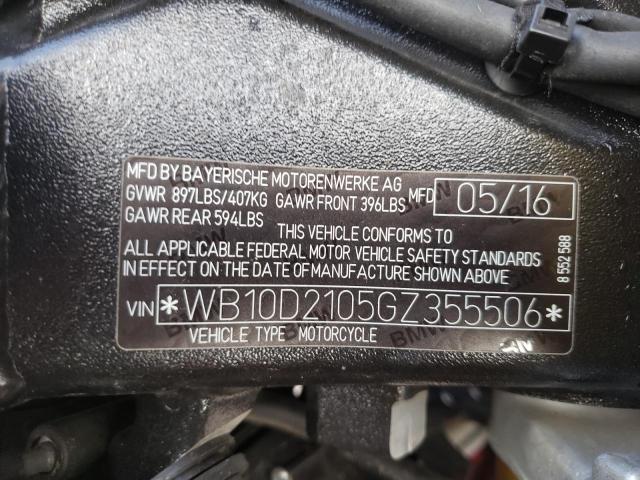 MFD BY BAYERISCHE MOTORENWERKE AG
GVWR 897LBS/407KG GAWR FRONT 396LBS MFD 05/16
GAWR REAR 594LBS
THIS VEHICLE CONFORMS TO
ALL APPLICABLE FEDERAL MOTOR VEHICLE SAFETY STANDARDS
IN EFFECT ON THE DATE OF MANUFACTURE SHOWN ABOVE
8 552 588
VIN *WB10D2105GZ355506*
VEHICLE TYPE MOTORCYCLE